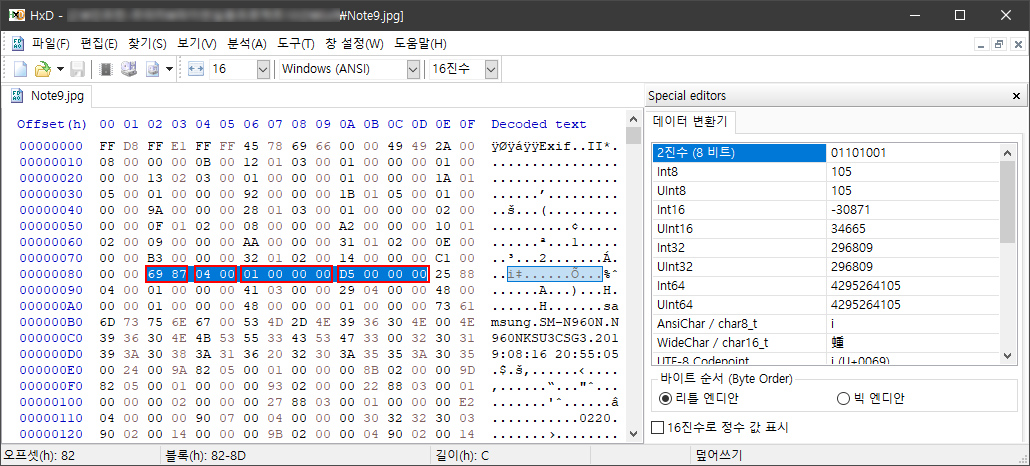 HxD - #Note9.jpg]
파일(F) 편집(E) 찾기(S) 보기(V) 분석(A) 도구(T) 창 설정(W) 도움말(H)
16 Windows (ANSI) 16진수
Note9.jpg
Offset(h) 00 01 02 03 04 05 06 07 08 09 0A 0B 0C 0D 0E 0F Decoded text
00000000 FF D8 FF E1 FF FF 45 78 69 66 00 00 49 49 2A 00 ÿØÿáÿÿExif..II*.
00000010 08 00 00 00 0B 00 12 01 03 00 01 00 00 00 01 00 ................
00000020 00 00 13 02 03 00 01 00 00 00 01 00 00 00 1A 01 ................
00000030 05 00 01 00 00 00 92 00 00 00 1B 01 05 00 01 00 ......’.........
00000040 00 00 9A 00 00 00 28 01 03 00 01 00 00 00 02 00 ..š...(.........
00000050 00 00 0F 01 02 00 08 00 00 00 A2 00 00 00 10 01 ..........¢.....
00000060 02 00 09 00 00 00 AA 00 00 00 31 01 02 00 0E 00 ......ª...1.....
00000070 00 00 B3 00 00 00 32 01 02 00 14 00 00 00 C1 00 ..³...2.......Á.
00000080 00 00 69 87 04 00 01 00 00 00 D5 00 00 00 25 88 ..i‡......Õ...%ˆ
00000090 04 00 01 00 00 00 41 03 00 00 29 04 00 00 48 00 ......A...)...H.
000000A0 00 00 01 00 00 00 48 00 00 00 01 00 00 00 73 61 ......H.......sa
000000B0 6D 73 75 6E 67 00 53 4D 2D 4E 39 36 30 4E 00 4E msung.SM-N960N.N
000000C0 39 36 30 4E 4B 53 55 33 43 53 47 33 00 32 30 31 960NKSU3CSG3.201
000000D0 39 3A 30 38 3A 31 36 20 32 30 3A 35 35 3A 30 35 9:08:16 20:55:05
000000E0 00 24 00 9A 82 05 00 01 00 00 00 8B 02 00 00 9D .$.š‚......‹....
000000F0 82 05 00 01 00 00 00 93 02 00 00 22 88 03 00 01 ‚......“..."ˆ...
00000100 00 00 00 02 00 00 00 27 88 03 00 01 00 00 00 E2 .......'ˆ......â
00000110 04 00 00 00 90 07 00 04 00 00 00 30 32 32 30 03 ...........0220.
00000120 90 02 00 14 00 00 00 9B 02 00 00 04 90 02 00 14 .......›........
Special editors
데이터 변환기
2진수 (8 비트) 01101001
Int8 105
UInt8 105
Int16 -30871
UInt16 34665
Int32 296809
UInt32 296809
Int64 4295264105
UInt64 4295264105
AnsiChar / char8_t i
WideChar / char16_t
UTF-8 Codepoint i (U+0069)
바이트 순서 (Byte Order)
리틀 엔디안 빅 엔디안
16진수로 정수 값 표시
오프셋(h): 82 블록(h): 82-8D 길이(h): C 덮어쓰기